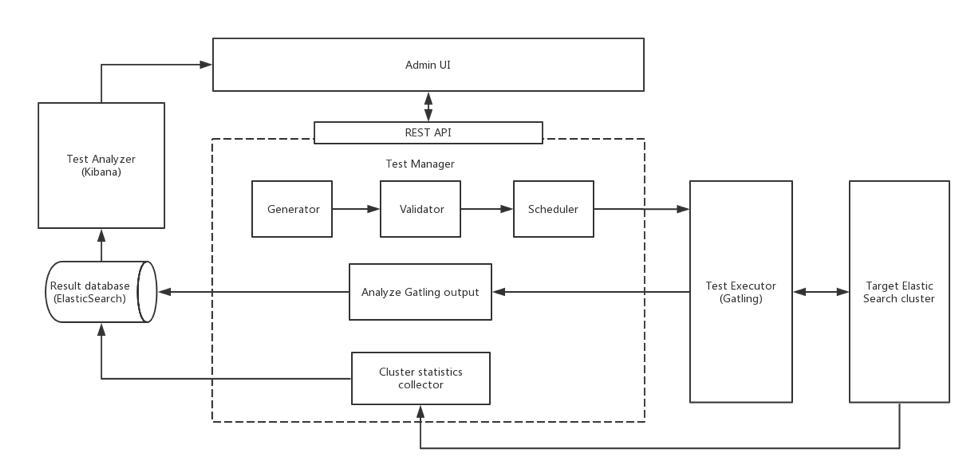 Admin UI
REST API
Test Manager
Test Analyzer
(Kibana)
Generator
Validator
Scheduler
Result database
(ElasticSearch)
Analyze Gatling output
Test Executor
(Gatling)
Target Elastic
Search cluster
Cluster statistics
collector